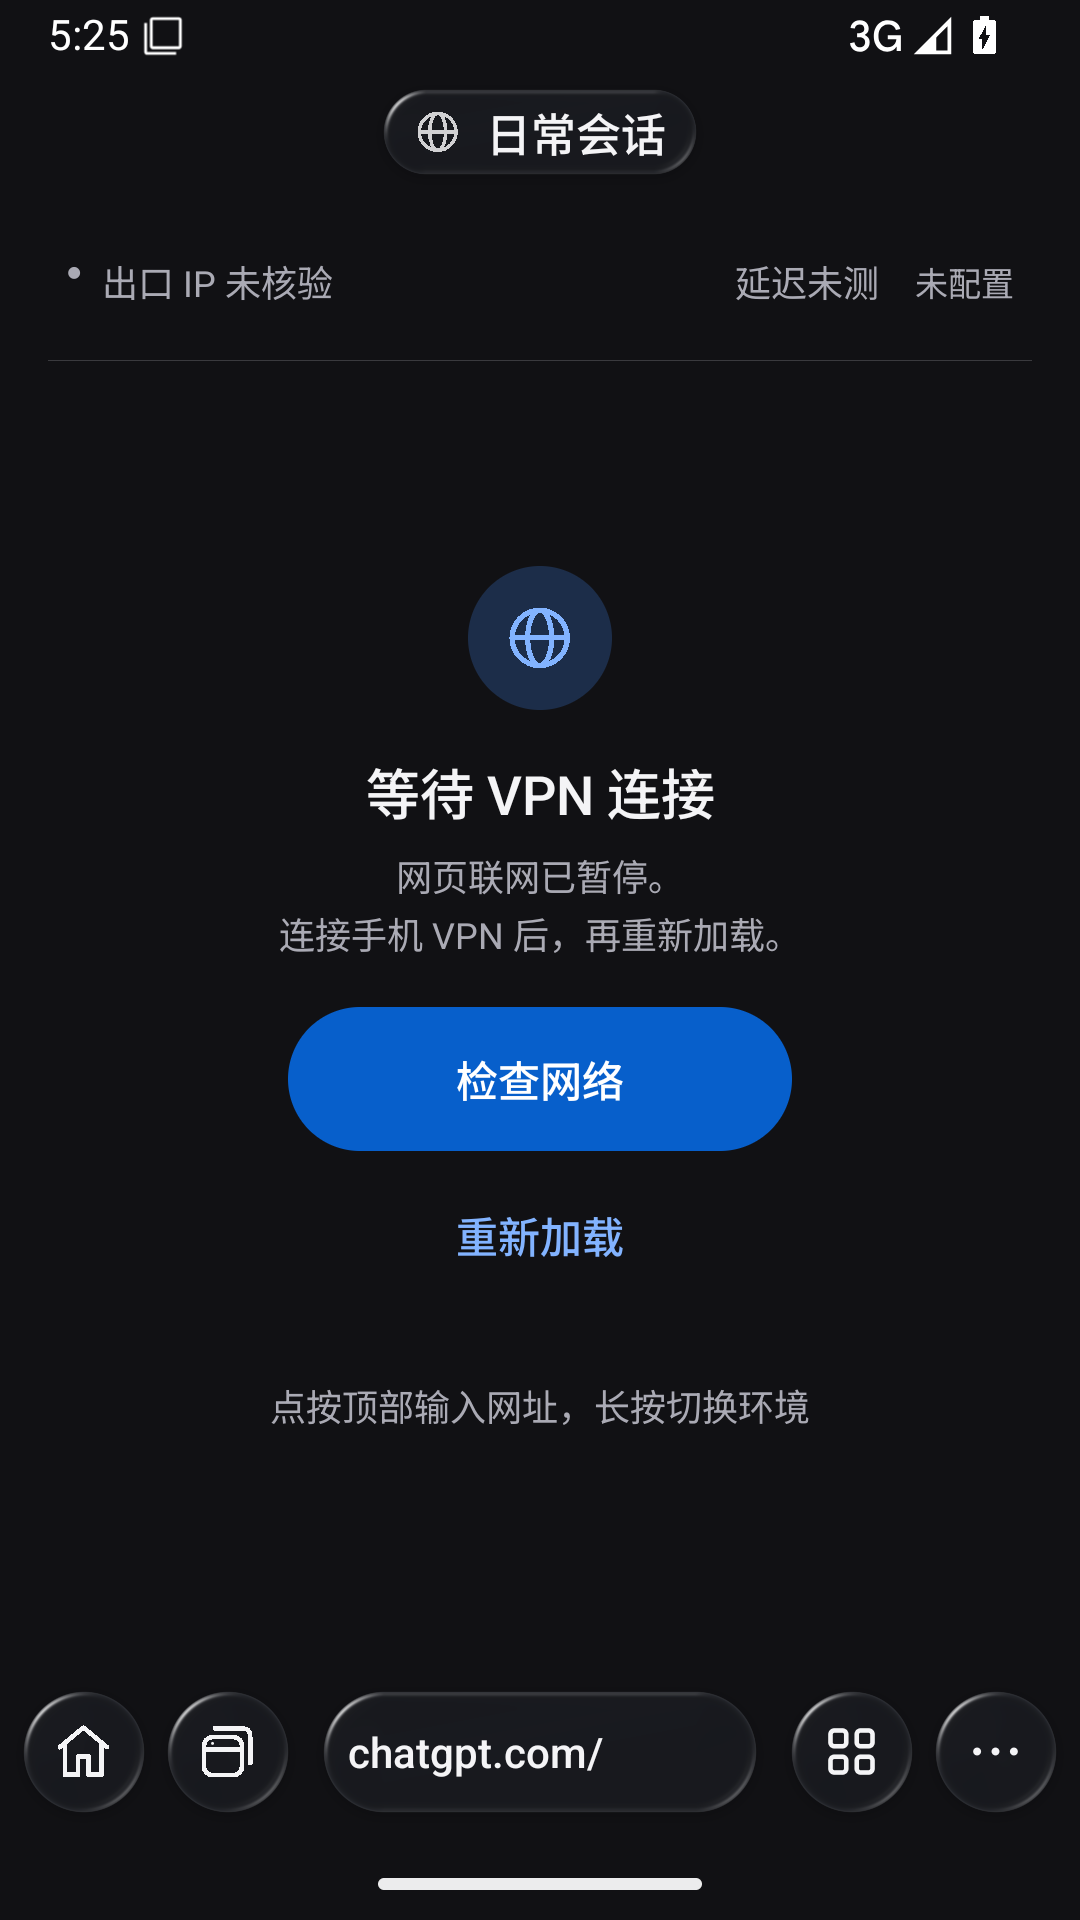 5:25
3G
日常会话
出口 IP 未核验
延迟未测 未配置
等待 VPN 连接
网页联网已暂停。
连接手机 VPN 后，再重新加载。
检查网络
重新加载
点按顶部输入网址，长按切换环境
chatgpt.com/